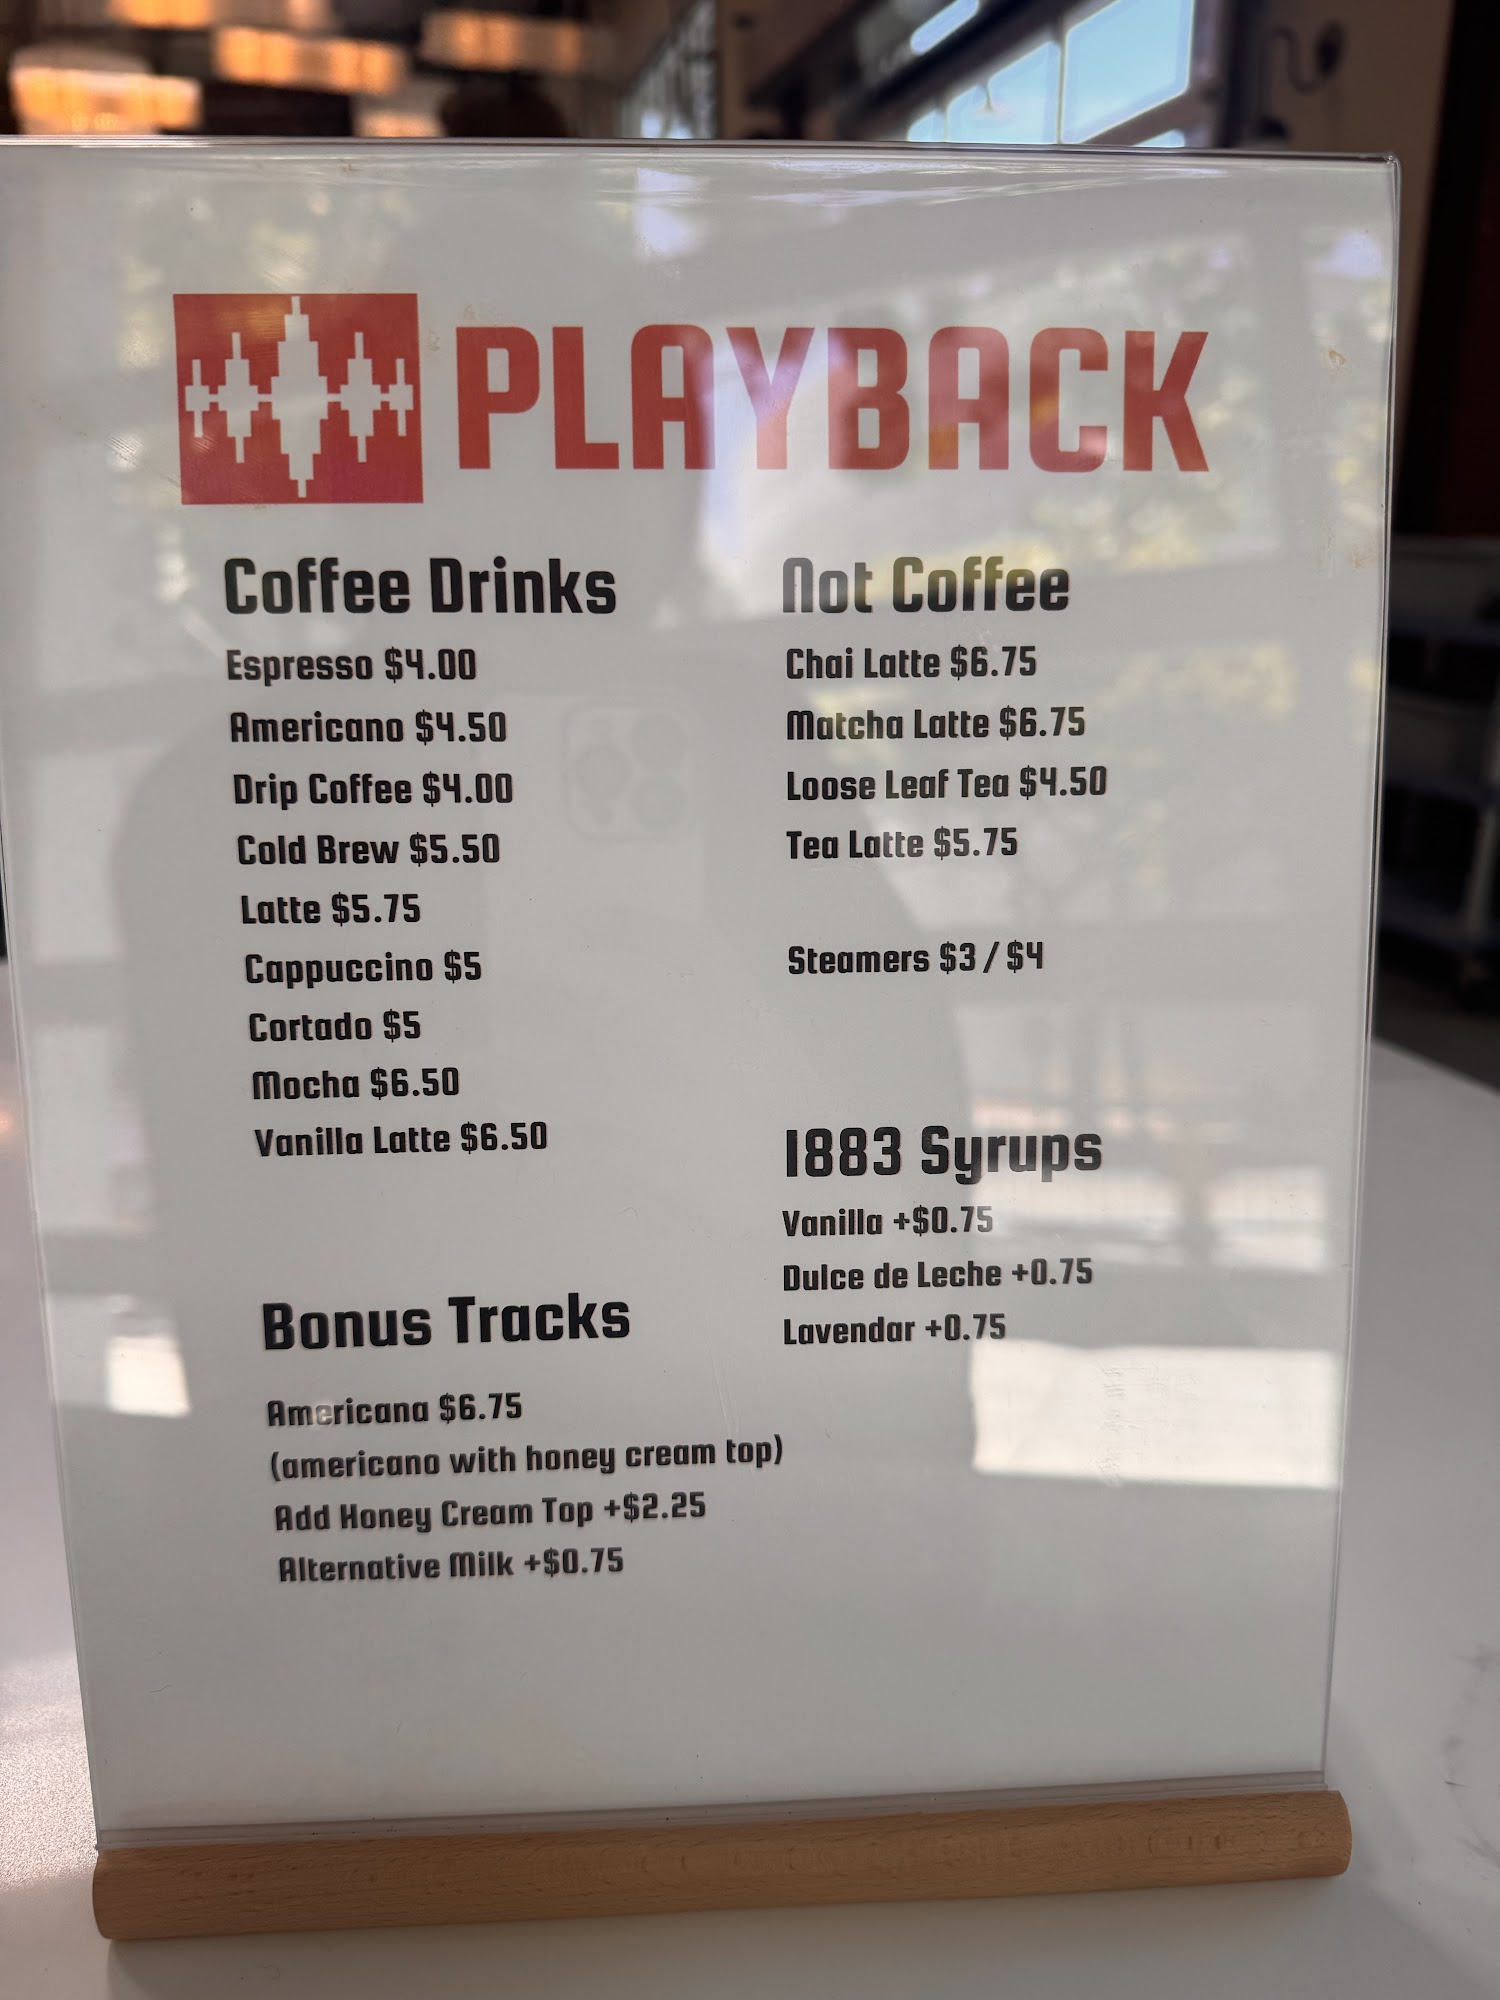 PLAYBACK
Coffee Drinks
Espresso $4.00
Americano $4.50
Drip Coffee $4.00
Cold Brew $5.50
Latte $5.75
Cappuccino $5
Cortado $5
Mocha $6.50
Vanilla Latte $6.50
Bonus Tracks
Americana $6.75
(americano with honey cream top)
Add Honey Cream Top +$2.25
Alternative Milk +$0.75
Not Coffee
Chai Latte $6.75
Matcha Latte $6.75
Loose Leaf Tea $4.50
Tea Latte $5.75
Steamers $3 / $4
1883 Syrups
Vanilla +$0.75
Dulce de Leche +0.75
Lavendar +0.75